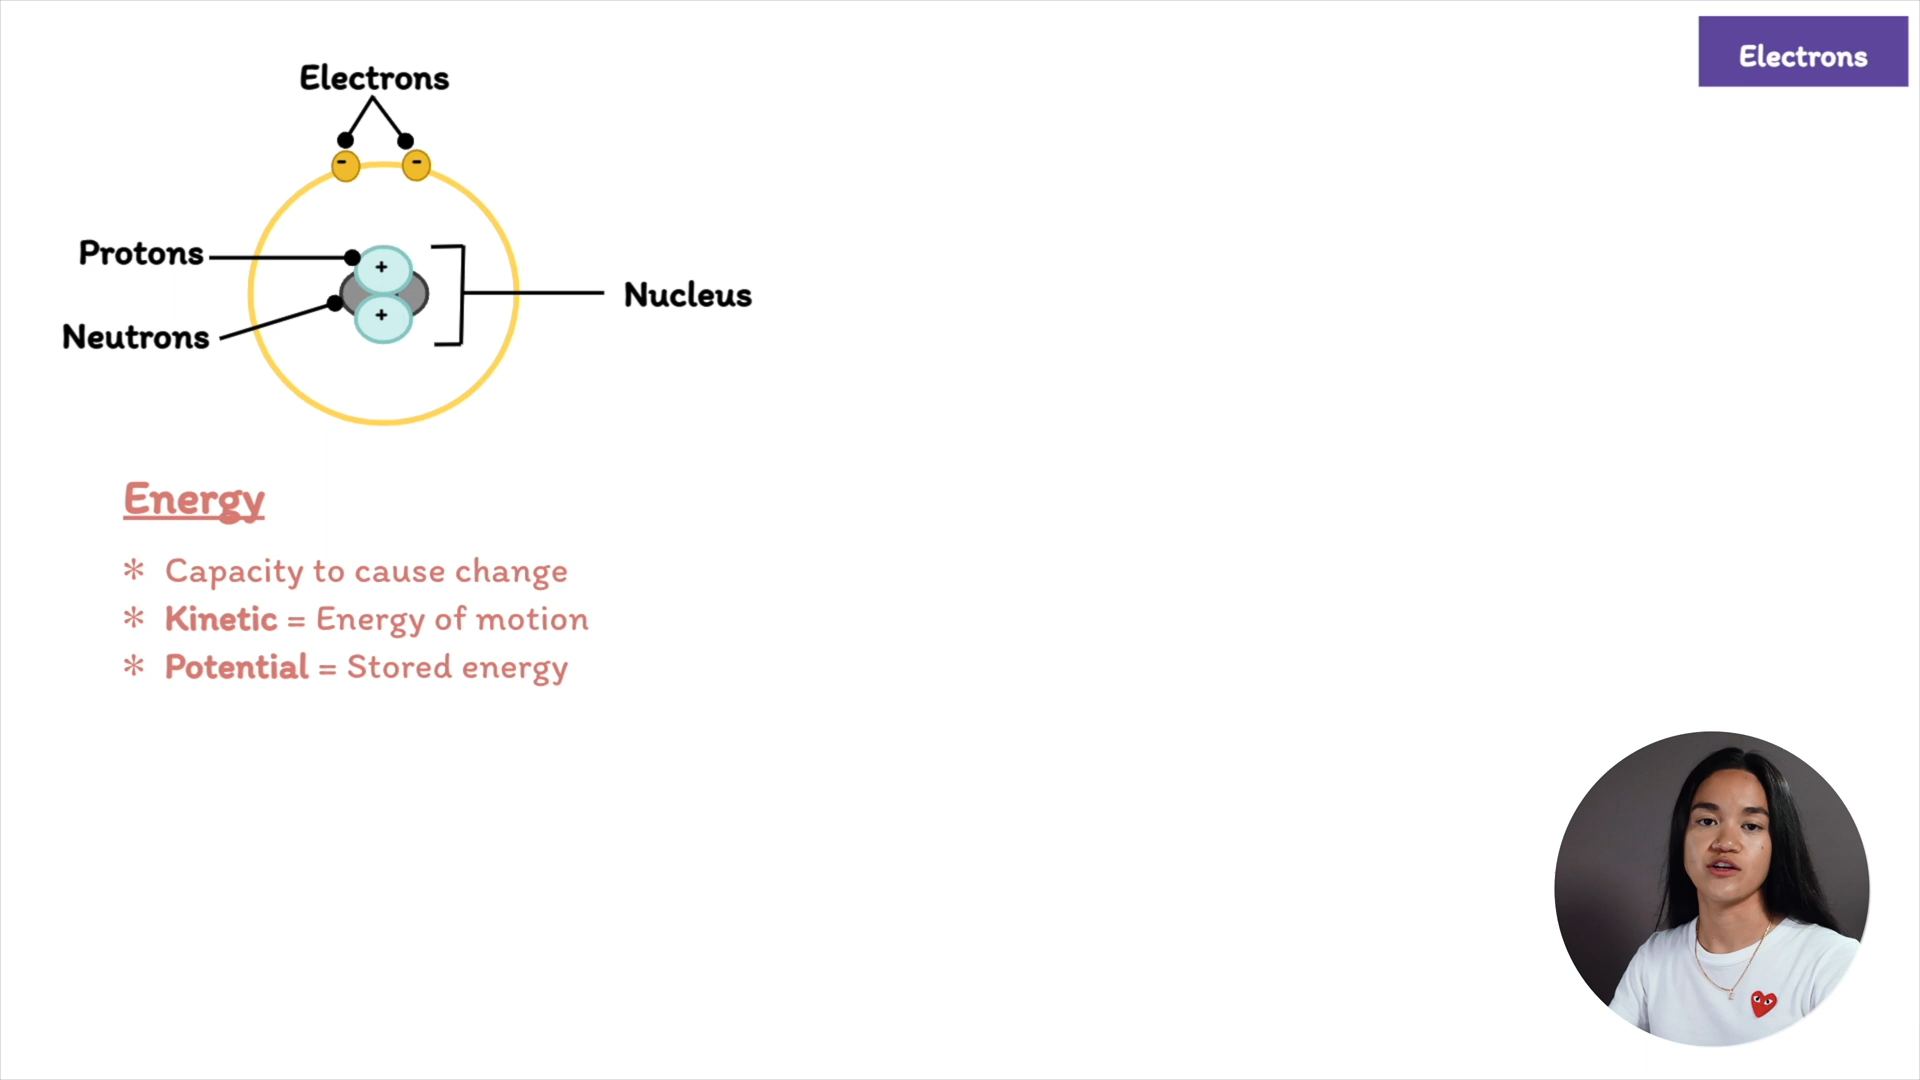 Electrons
Electrons
-
-
Protons
+
Nucleus
+
Neutrons
Energy
* Capacity to cause change
* Kinetic = Energy of motion
* Potential = Stored energy